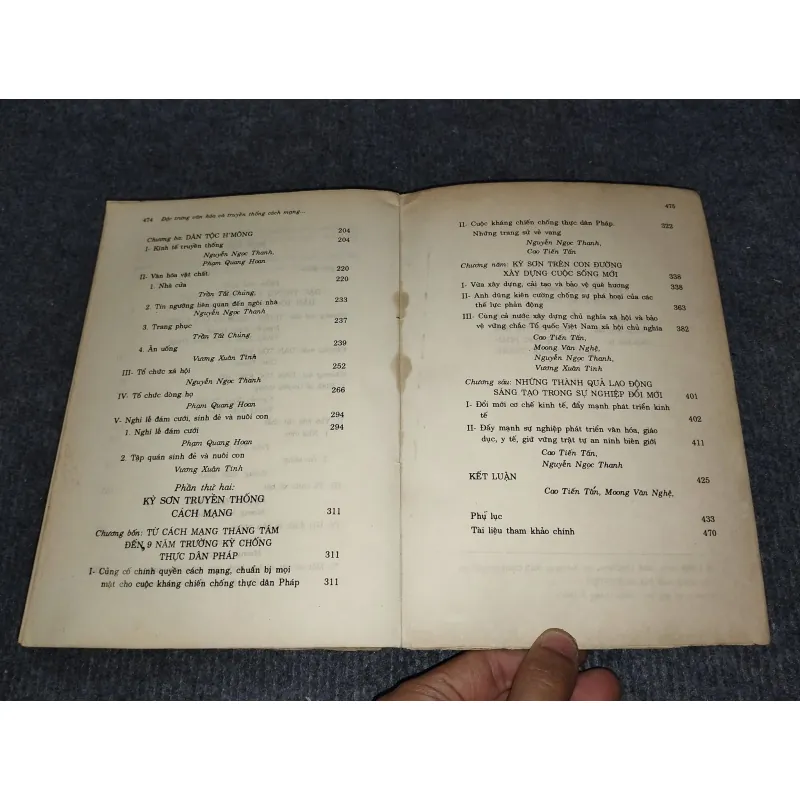 474 Đặc trưng văn hóa và truyền thống cách mạng...
Chương ba: DÂN TỘC H'MÔNG 204
I- Kinh tế truyền thống 204
Nguyễn Ngọc Thanh,
Phạm Quang Hoan
II- Văn hóa vật chất: 220
1. Nhà cửa 220
Trần Tất Chủng,
2. Tín ngưỡng liên quan đến ngôi nhà 233
Nguyễn Ngọc Thanh
3. Trang phục 237
Trần Tất Chủng
4. Ăn uống 239
Vương Xuân Tình
III- Tổ chức xã hội 252
Nguyễn Ngọc Thanh
IV- Tổ chức dòng họ 266
Phạm Quang Hoan
V- Nghi lễ đám cưới, sinh đẻ và nuôi con 294
1. Nghi lễ đám cưới 294
Phạm Quang Hoan
2. Tập quán sinh đẻ và nuôi con
Vương Xuân Tình
Phần thứ hai:
KỲ SƠN TRUYỀN THỐNG
CÁCH MẠNG 311
Chương bốn: TỪ CÁCH MẠNG THÁNG TÁM
ĐẾN 9 NĂM TRƯỜNG KỲ CHỐNG
THỰC DÂN PHÁP 311
I- Củng cố chính quyền cách mạng, chuẩn bị mọi
mặt cho cuộc kháng chiến chống thực dân Pháp 311
475
II- Cuộc kháng chiến chống thực dân Pháp. 322
Những trang sử vẻ vang
Nguyễn Ngọc Thanh,
Cao Tiến Tấn
Chương năm: KỲ SƠN TRÊN CON ĐƯỜNG
XÂY DỰNG CUỘC SỐNG MỚI 338
I- Vừa xây dựng, cải tạo và bảo vệ quê hương 338
II- Anh dũng kiên cường chống sự phá hoại của các
thế lực phản động 363
III- Cùng cả nước xây dựng chủ nghĩa xã hội và bảo
vệ vững chắc Tổ quốc Việt Nam xã hội chủ nghĩa 382
Cao Tiến Tấn,
Moong Văn Nghệ,
Nguyễn Ngọc Thanh,
Vương Xuân Tình
Chương sáu: NHỮNG THÀNH QUẢ LAO ĐỘNG
SÁNG TẠO TRONG SỰ NGHIỆP ĐỔI MỚI 401
I- Đổi mới cơ chế kinh tế, đẩy mạnh phát triển kinh
tế 402
II- Đẩy mạnh sự nghiệp phát triển văn hóa, giáo
dục, y tế, giữ vững trật tự an ninh biên giới 411
Cao Tiến Tấn,
Nguyễn Ngọc Thanh
KẾT LUẬN 425
Cao Tiến Tấn, Moong Văn Nghệ,
Phụ lục 433
Tài liệu tham khảo chính 470